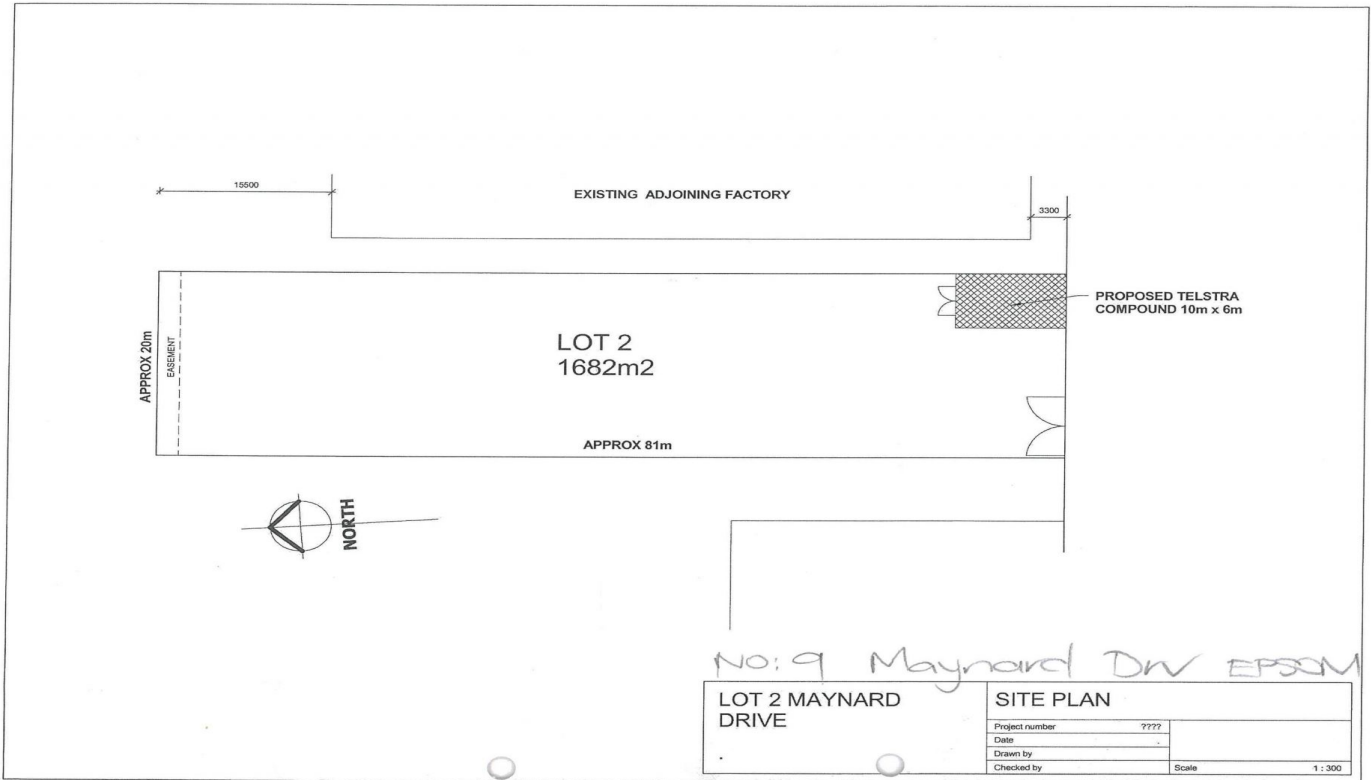 15500
EXISTING ADJOINING FACTORY
3300
PROPOSED TELSTRA
COMPOUND 10m x 6m
APPROX 20m
EASEMENT
LOT 2
1682m2
APPROX 81m
NORTH
NO: 9 Maynard Drv EPSOM
LOT 2 MAYNARD
DRIVE
SITE PLAN
Project number ????
Date
Drawn by
Checked by
Scale 1 : 300